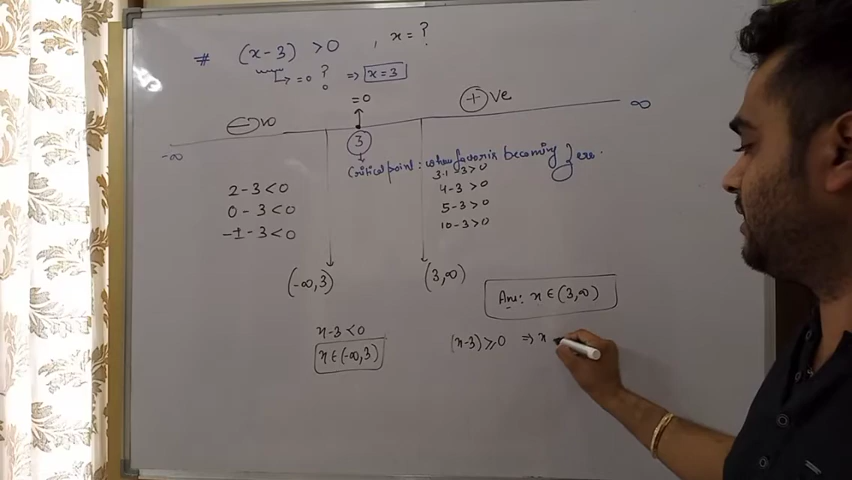 # (x-3) >0 , x = ?
→ =0 ? ⇒ x=3
=0
- ve
+ ve
-∞
3
∞
Critical point : when favor is becoming Zero.
3.1-3>0
2-3<0
4-3 >0
0-3<0
5-3 >0
-1-3<0
10-3>0
(-∞,3)
(3,∞)
Ans: x ∈ (3,∞)
x-3<0
(x-3)≥0 ⇒ x
x∈(-∞,3)